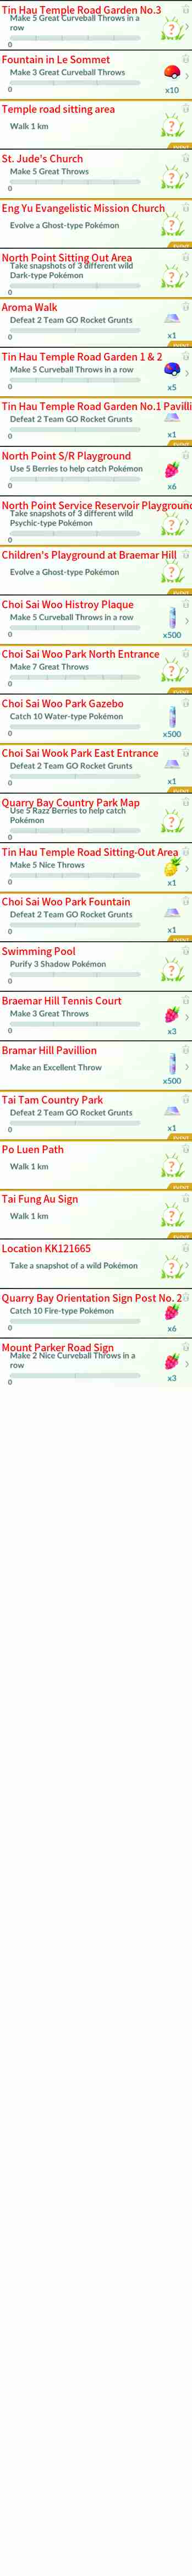 Tin Hau Temple Road Garden No.3
Make 5 Great Curveball Throws in a
row
0
Fountain in Le Sommet
Make 3 Great Curveball Throws
0
x10
Temple road sitting area
Walk 1 km
EVENT
St. Jude's Church
Make 5 Great Throws
0
Eng Yu Evangelistic Mission Church
Evolve a Ghost-type Pokémon
EVENT
North Point Sitting Out Area
Take snapshots of 3 different wild
Dark-type Pokémon
0
Aroma Walk
Defeat 2 Team GO Rocket Grunts
0
x1
EVENT
Tin Hau Temple Road Garden 1 & 2
Make 5 Curveball Throws in a row
0
x5
Tin Hau Temple Road Garden No.1 Pavilli
Defeat 2 Team GO Rocket Grunts
0
x1
EVENT
North Point S/R Playground
Use 5 Berries to help catch Pokémon
0
x6
North Point Service Reservoir Playground
Take snapshots of 3 different wild
Psychic-type Pokémon
0
EVENT
Children's Playground at Braemar Hill
Evolve a Ghost-type Pokémon
EVENT
Choi Sai Woo Histroy Plaque
Make 5 Curveball Throws in a row
0
x500
Choi Sai Woo Park North Entrance
Make 7 Great Throws
0
EVENT
Choi Sai Woo Park Gazebo
Catch 10 Water-type Pokémon
0
x500
Choi Sai Wook Park East Entrance
Defeat 2 Team GO Rocket Grunts
0
x1
EVENT
Quarry Bay Country Park Map
Use 5 Razz Berries to help catch
Pokémon
0
Tin Hau Temple Road Sitting-Out Area
Make 5 Nice Throws
0
x1
Choi Sai Woo Park Fountain
Defeat 2 Team GO Rocket Grunts
0
x1
EVENT
Swimming Pool
Purify 3 Shadow Pokémon
0
Braemar Hill Tennis Court
Make 3 Great Throws
0
x3
Bramar Hill Pavillion
Make an Excellent Throw
x500
Tai Tam Country Park
Defeat 2 Team GO Rocket Grunts
0
x1
EVENT
Po Luen Path
Walk 1 km
EVENT
Tai Fung Au Sign
Walk 1 km
EVENT
Location KK121665
Take a snapshot of a wild Pokémon
Quarry Bay Orientation Sign Post No. 2
Catch 10 Fire-type Pokémon
0
x6
Mount Parker Road Sign
Make 2 Nice Curveball Throws in a
row
0
x3